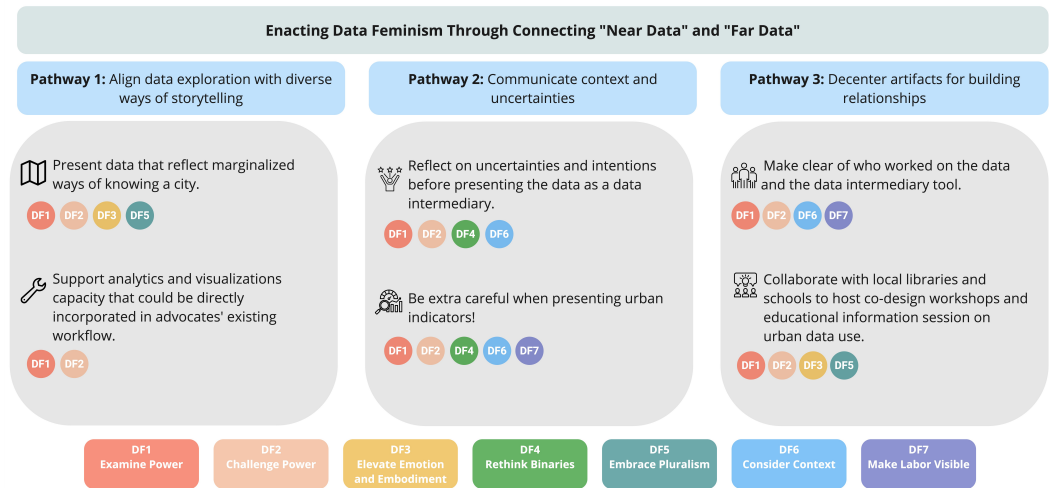 Enacting Data Feminism Through Connecting "Near Data" and "Far Data"
Pathway 1: Align data exploration with diverse
ways of storytelling
Present data that reflect marginalized
ways of knowing a city.
DF1 DF2 DF3 DF5
Support analytics and visualizations
capacity that could be directly
incorporated in advocates' existing
workflow.
DF1 DF2
Pathway 2: Communicate context and
uncertainties
Reflect on uncertainties and intentions
before presenting the data as a data
intermediary.
DF1 DF2 DF4 DF6
Be extra careful when presenting urban
indicators!
DF1 DF2 DF4 DF6 DF7
Pathway 3: Decenter artifacts for building
relationships
Make clear of who worked on the data
and the data intermediary tool.
DF1 DF2 DF6 DF7
Collaborate with local libraries and
schools to host co-design workshops and
educational information session on
urban data use.
DF1 DF2 DF3 DF5
DF1
Examine Power
DF2
Challenge Power
DF3
Elevate Emotion
and Embodiment
DF4
Rethink Binaries
DF5
Embrace Pluralism
DF6
Consider Context
DF7
Make Labor Visible